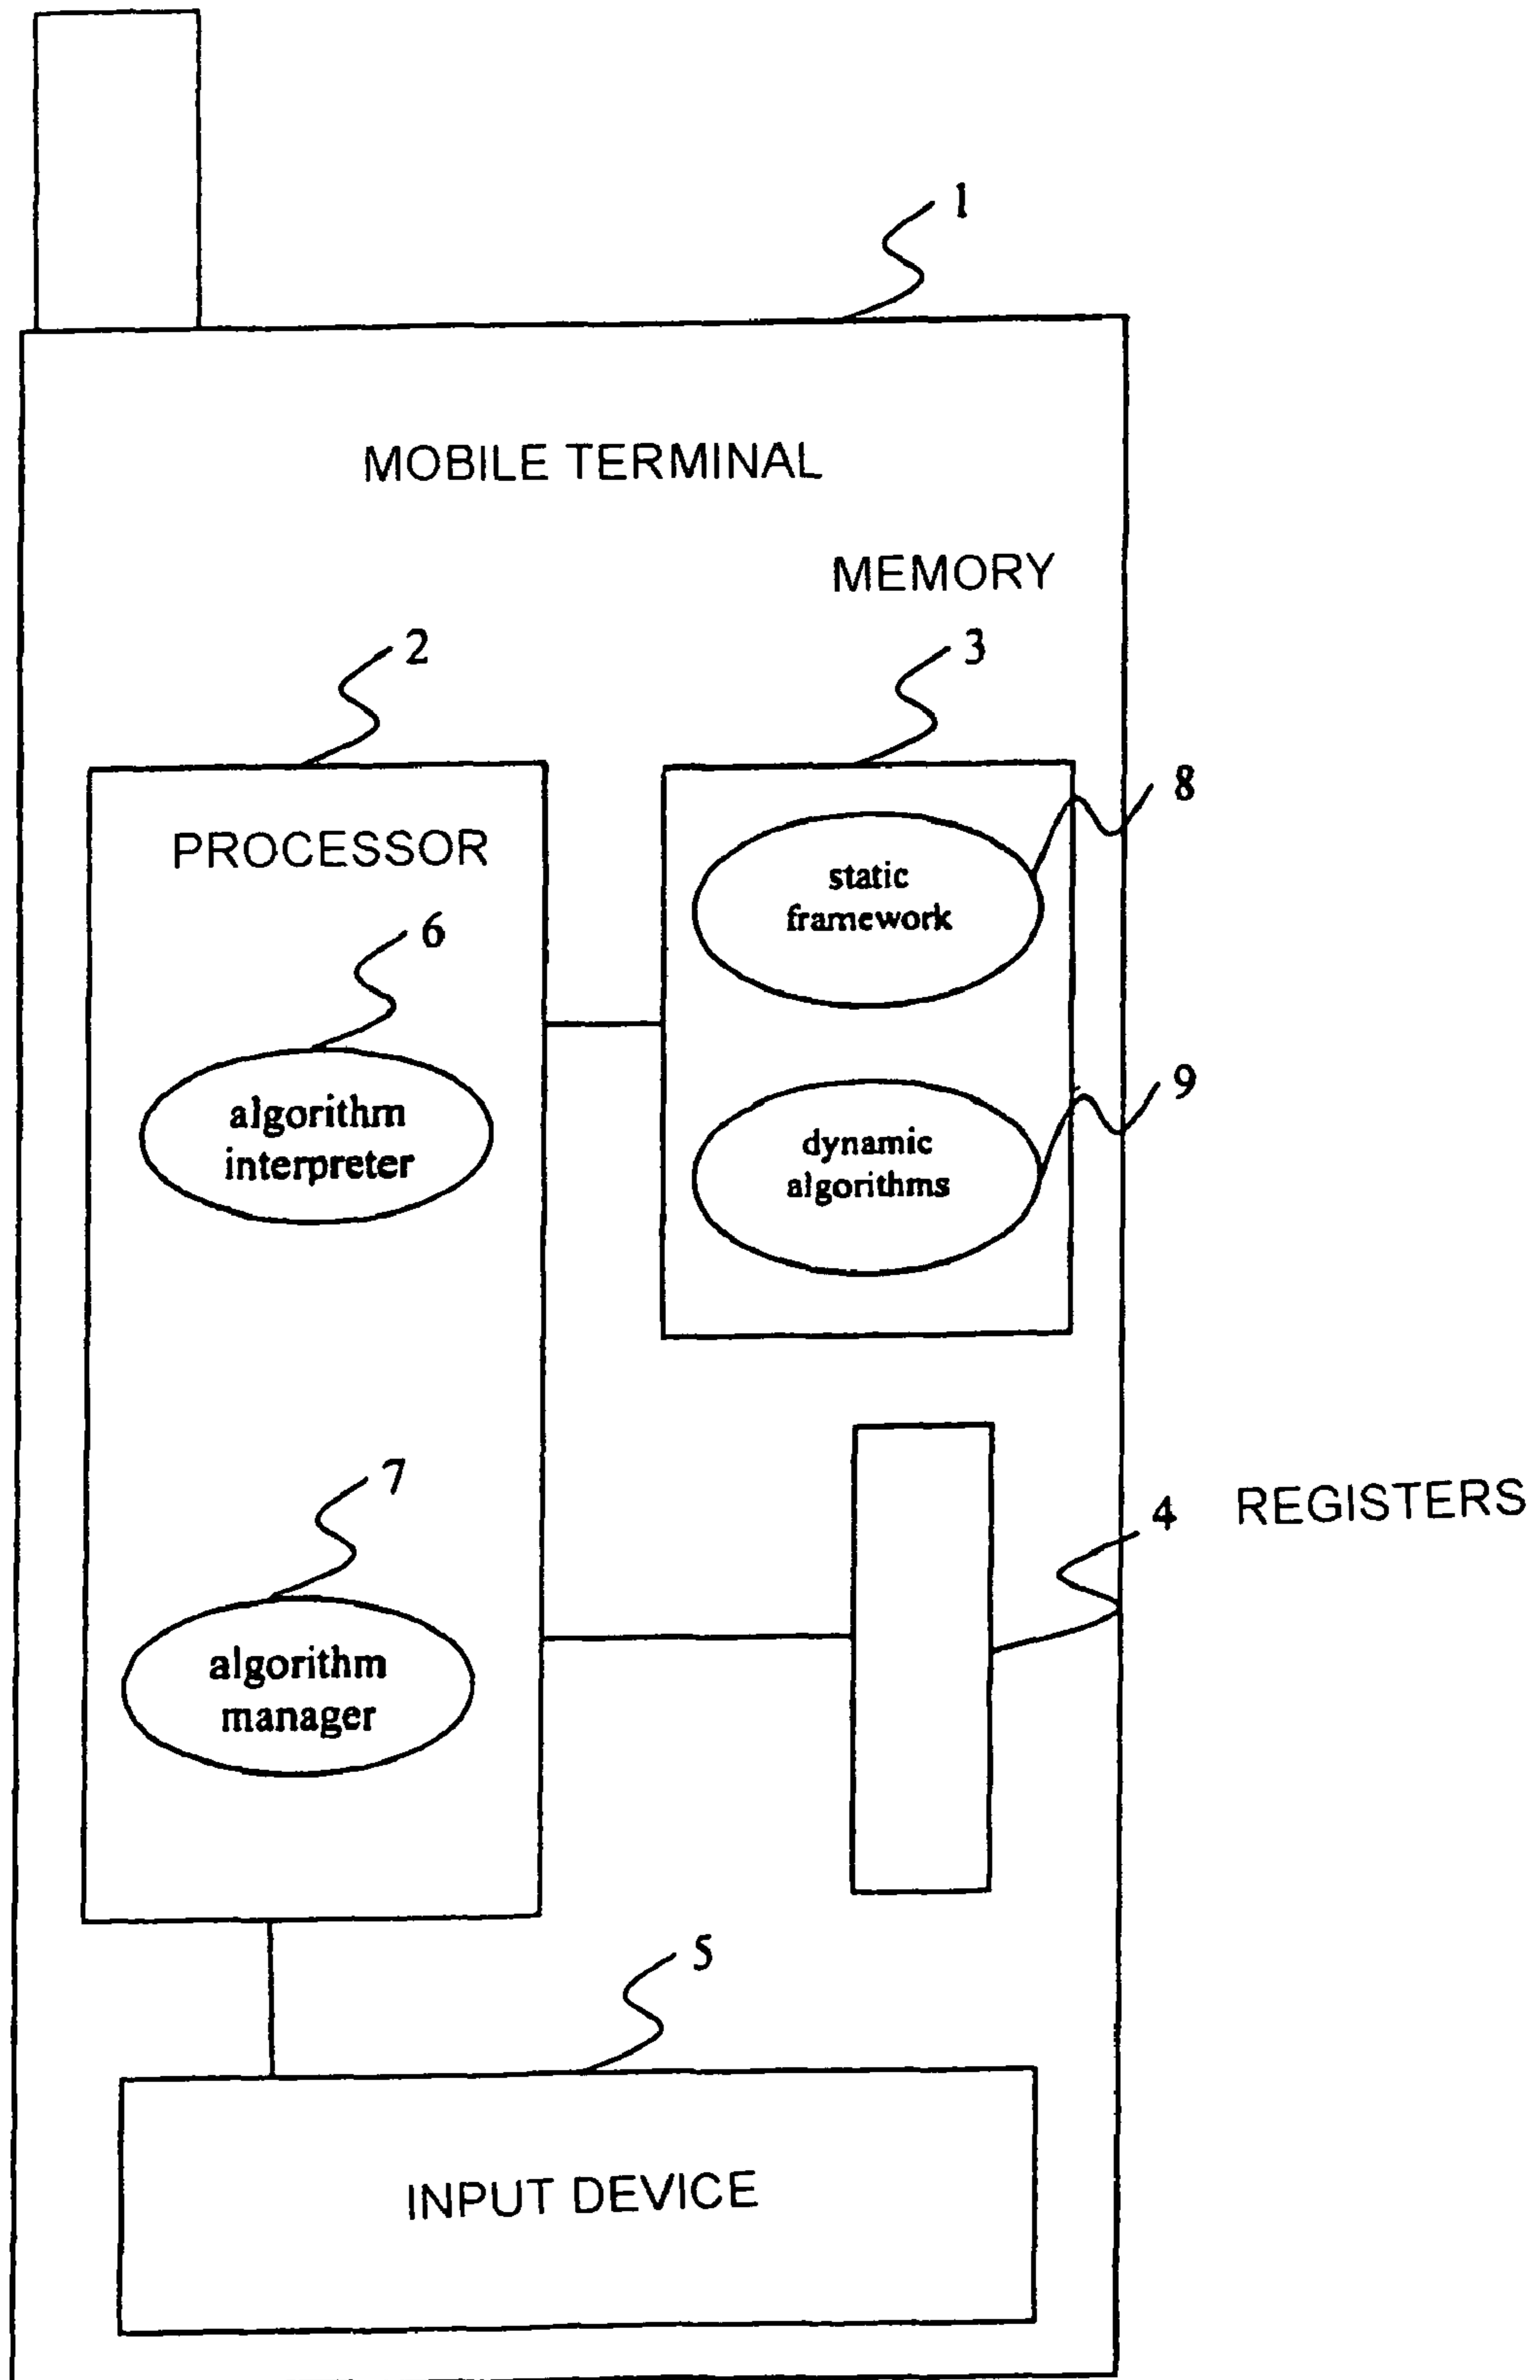 1
MOBILE TERMINAL
MEMORY
2
3
8
PROCESSOR
static
framework
6
9
algorithm
interpreter
dynamic
algorithms
7
4
REGISTERS
algorithm
manager
5
INPUT DEVICE